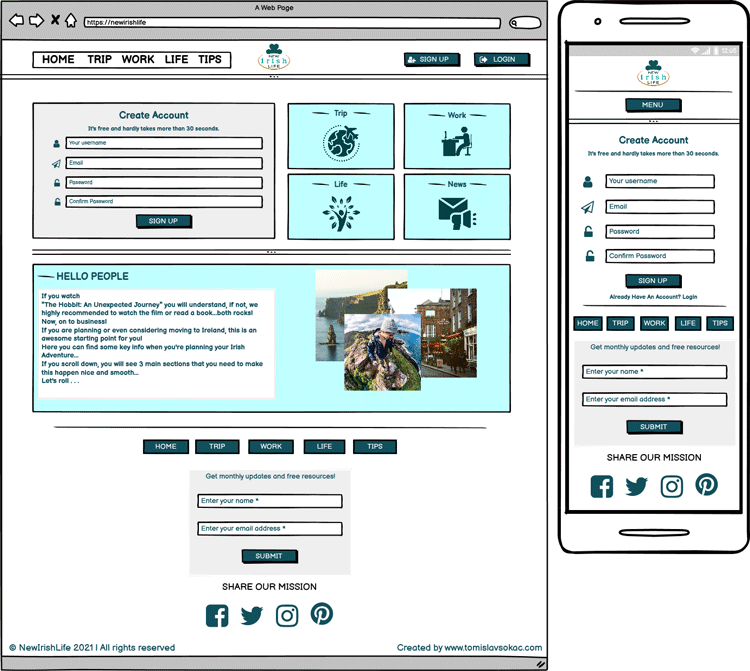 A Web Page
https://newirishlife
HOME TRIP WORK LIFE TIPS
NEW
Irish
LIFE
SIGN UP
LOGIN
Create Account
It's free and hardly takes more than 30 seconds.
Your username
Email
Password
Confirm Password
SIGN UP
Trip
Work
Life
News
HELLO PEOPLE
If you watch
"The Hobbit: An Unexpected Journey" you will understand, if not, we
highly recommended to watch the film or read a book...both rocks!
Now, on to business!
If you are planning or even considering moving to Ireland, this is an
awesome starting point for you!
Here you can find some key info when you're planning your Irish
Adventure...
If you scroll down, you will see 3 main sections that you need to make
this happen nice and smooth...
Let's roll . . .
HOME TRIP WORK LIFE TIPS
Get monthly updates and free resources!
Enter your name *
Enter your email address *
SUBMIT
SHARE OUR MISSION
© NewIrishLife 2021 | All rights reserved
Created by www.tomislavsokac.com
NEW
Irish
LIFE
MENU
Create Account
It's free and hardly takes more than 30 seconds.
Your username
Email
Password
Confirm Password
SIGN UP
Already Have An Account? Login
HOME TRIP WORK LIFE TIPS
Get monthly updates and free resources!
Enter your name *
Enter your email address *
SUBMIT
SHARE OUR MISSION